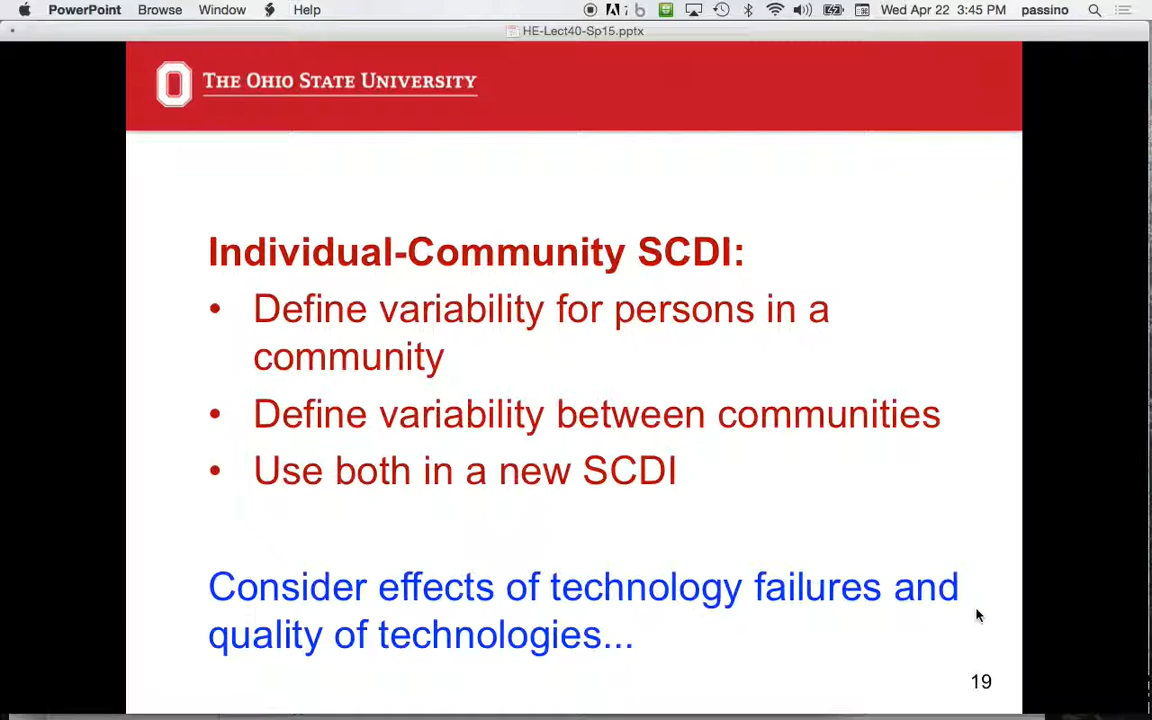 PowerPoint Browse Window Help Wed Apr 22 3:45 PM passino
HE-Lect40-Sp15.pptx
THE OHIO STATE UNIVERSITY
Individual-Community SCDI:
• Define variability for persons in a
community
• Define variability between communities
• Use both in a new SCDI
Consider effects of technology failures and
quality of technologies...
19